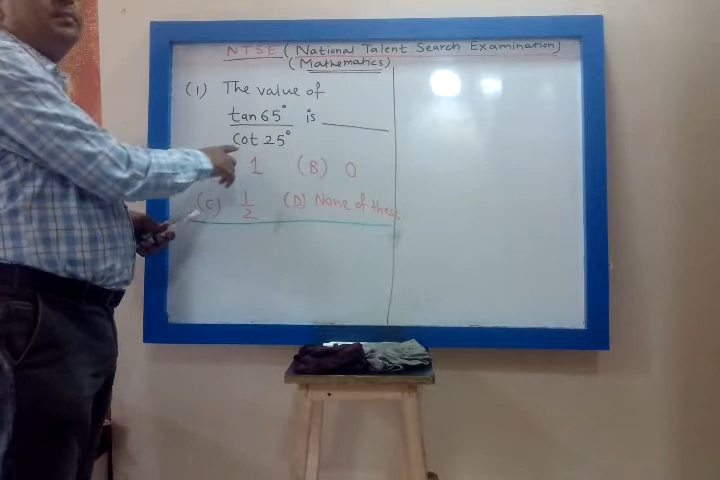 NTSE (National Talent Search Examination)
(Mathematics)
(1) The value of
tan 65° is ______
cot 25°
1 (B) 0
(C) 1/2 (D) None of these